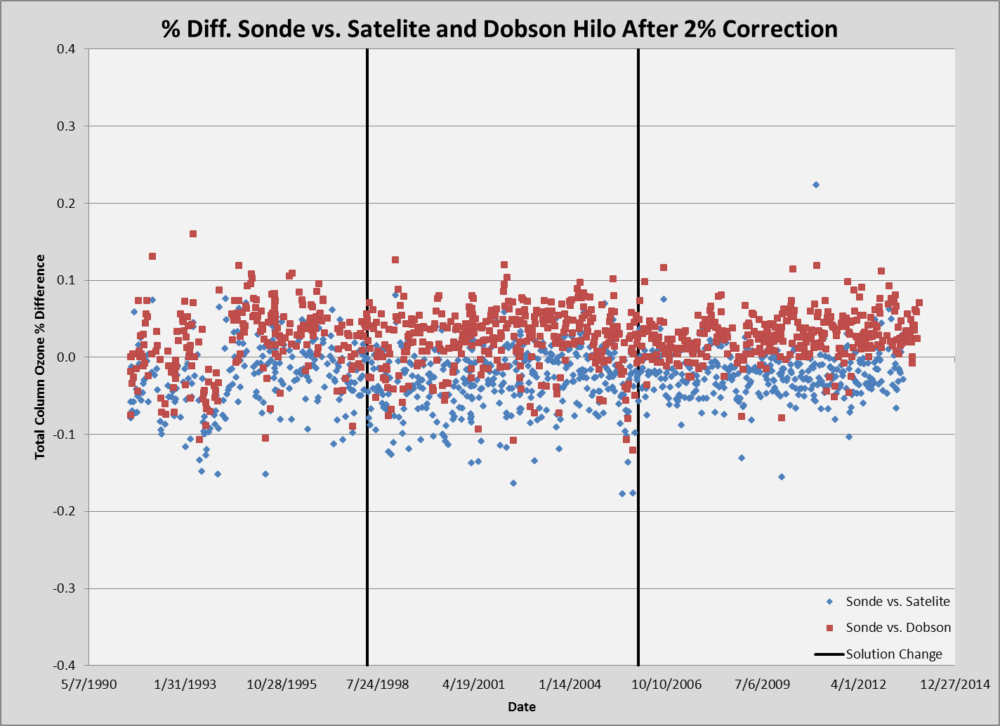 % Diff. Sonde vs. Satelite and Dobson Hilo After 2% Correction
0.4
0.3
0.2
0.1
0.0
-0.1
-0.2
-0.3
-0.4
Total Column Ozone % Difference
Sonde vs. Satelite
Sonde vs. Dobson
Solution Change
5/7/1990 1/31/1993 10/28/1995 7/24/1998 4/19/2001 1/14/2004 10/10/2006 7/6/2009 4/1/2012 12/27/2014
Date